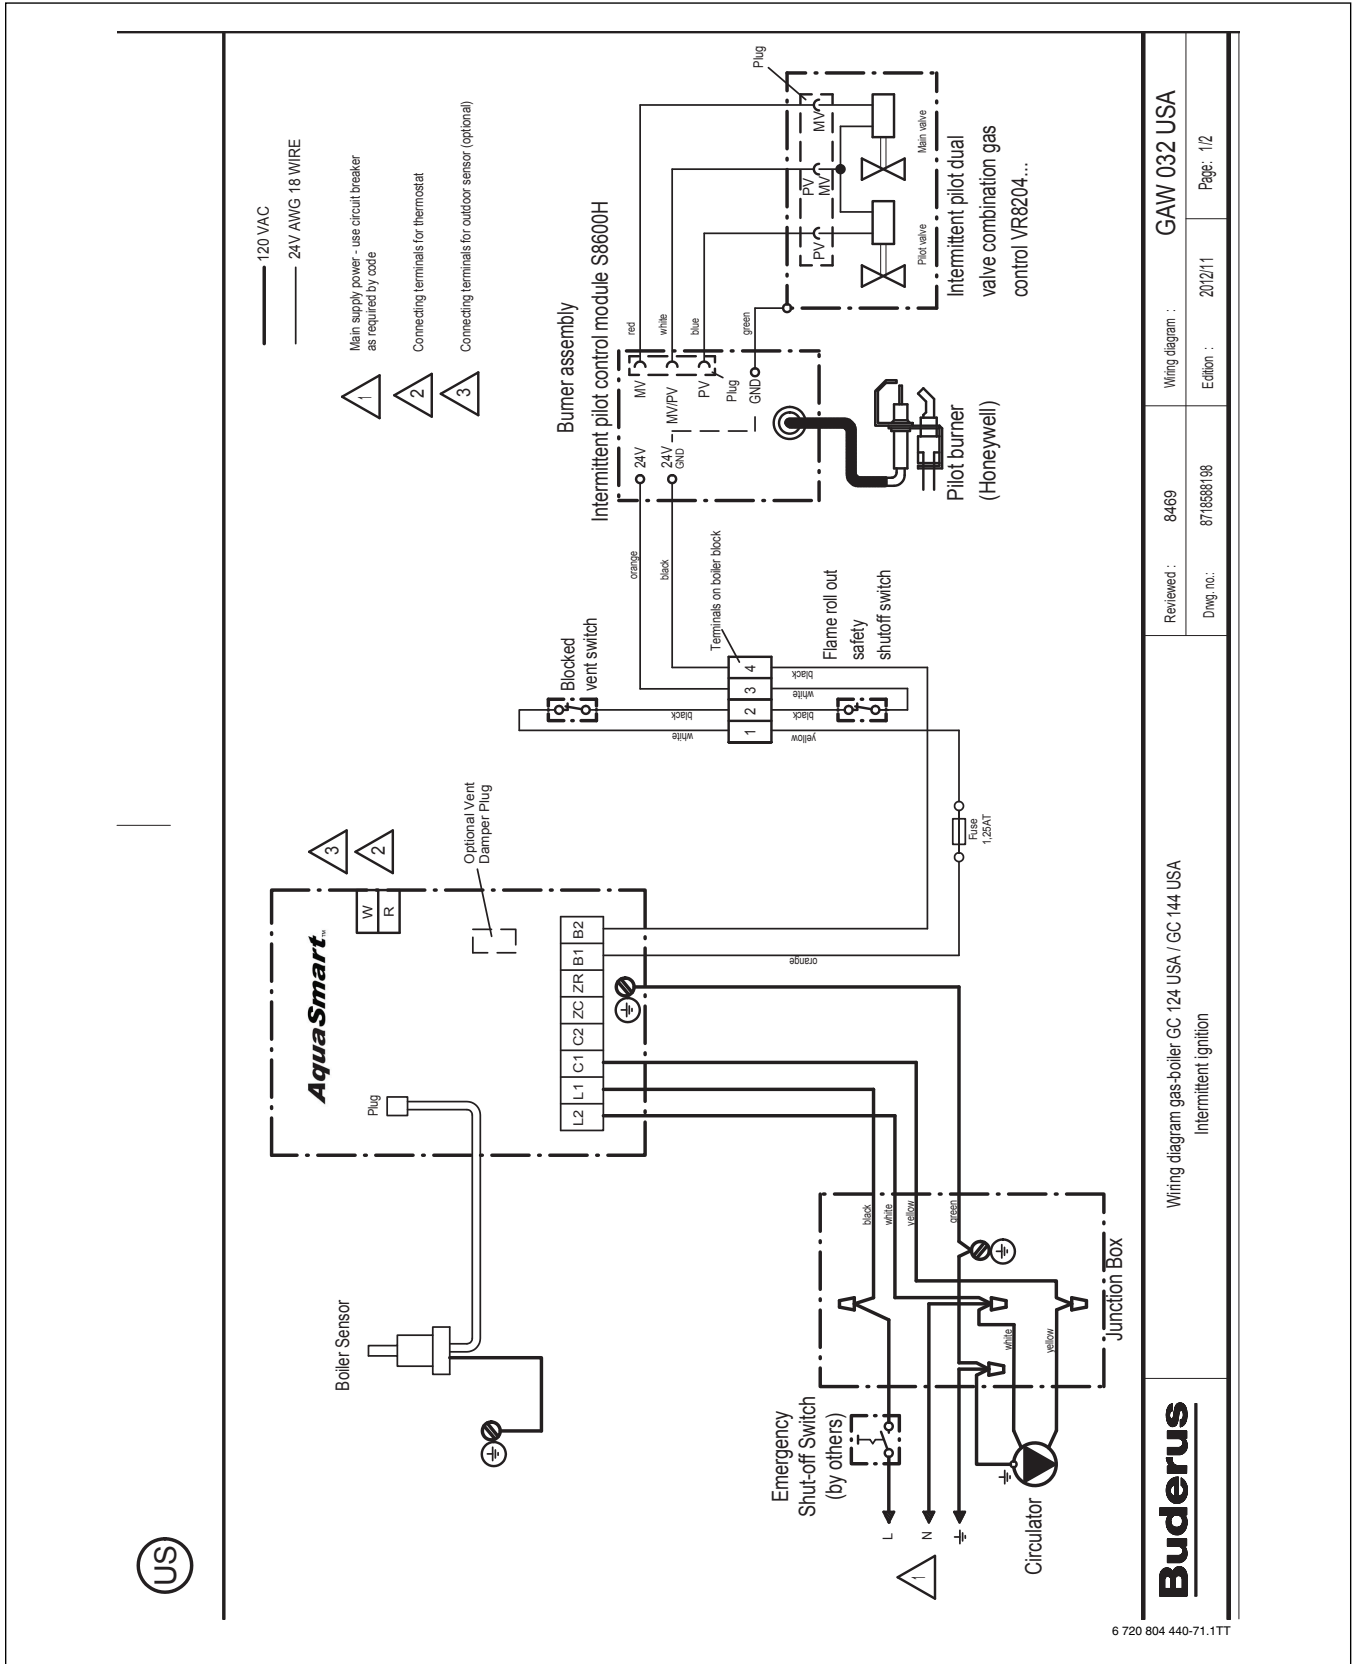 US
120 VAC
24V AWG 18 WIRE
1
Main supply power - use circuit breaker
as required by code
2
Connecting terminals for thermostat
3
Connecting terminals for outdoor sensor (optional)
Boiler Sensor
Plug
AquaSmart™
W
R
3
2
Optional Vent
Damper Plug
L2 L1 C1 C2 ZC ZR B1 B2
orange
Fuse
1,25AT
Blocked
vent switch
white
black
1 2 3 4
yellow
black
white
black
Terminals on boiler block
Flame roll out
safety
shutoff switch
orange
black
Burner assembly
Intermittent pilot control module S8600H
24V
24V
GND
MV
MV/PV
PV
Plug
GND
red
white
blue
green
Pilot burner
(Honeywell)
Plug
PV
PV
MV
MV
Pilot valve
Main valve
Intermittent pilot dual
valve combination gas
control VR8204...
Emergency
Shut-off Switch
(by others)
L
N
1
Circulator
black
white
yellow
green
white
yellow
Junction Box
Buderus
Wiring diagram gas-boiler GC 124 USA / GC 144 USA
Intermittent ignition
Reviewed : 8469
Drwg. no.: 8718588198
Wiring diagram : GAW 032 USA
Edition : 2012/11
Page: 1/2
6 720 804 440-71.1TT